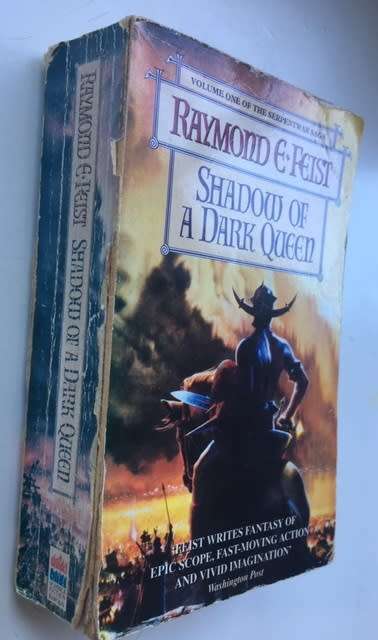 VOLUME ONE OF THE SERPENTWAR SAGA
RAYMOND E. FEIST
SHADOW OF
A DARK QUEEN
"FEIST WRITES FANTASY OF
EPIC SCOPE, FAST-MOVING ACTION
AND VIVID IMAGINATION"
Washington Post
RAYMOND E. FEIST SHADOW OF A DARK QUEEN